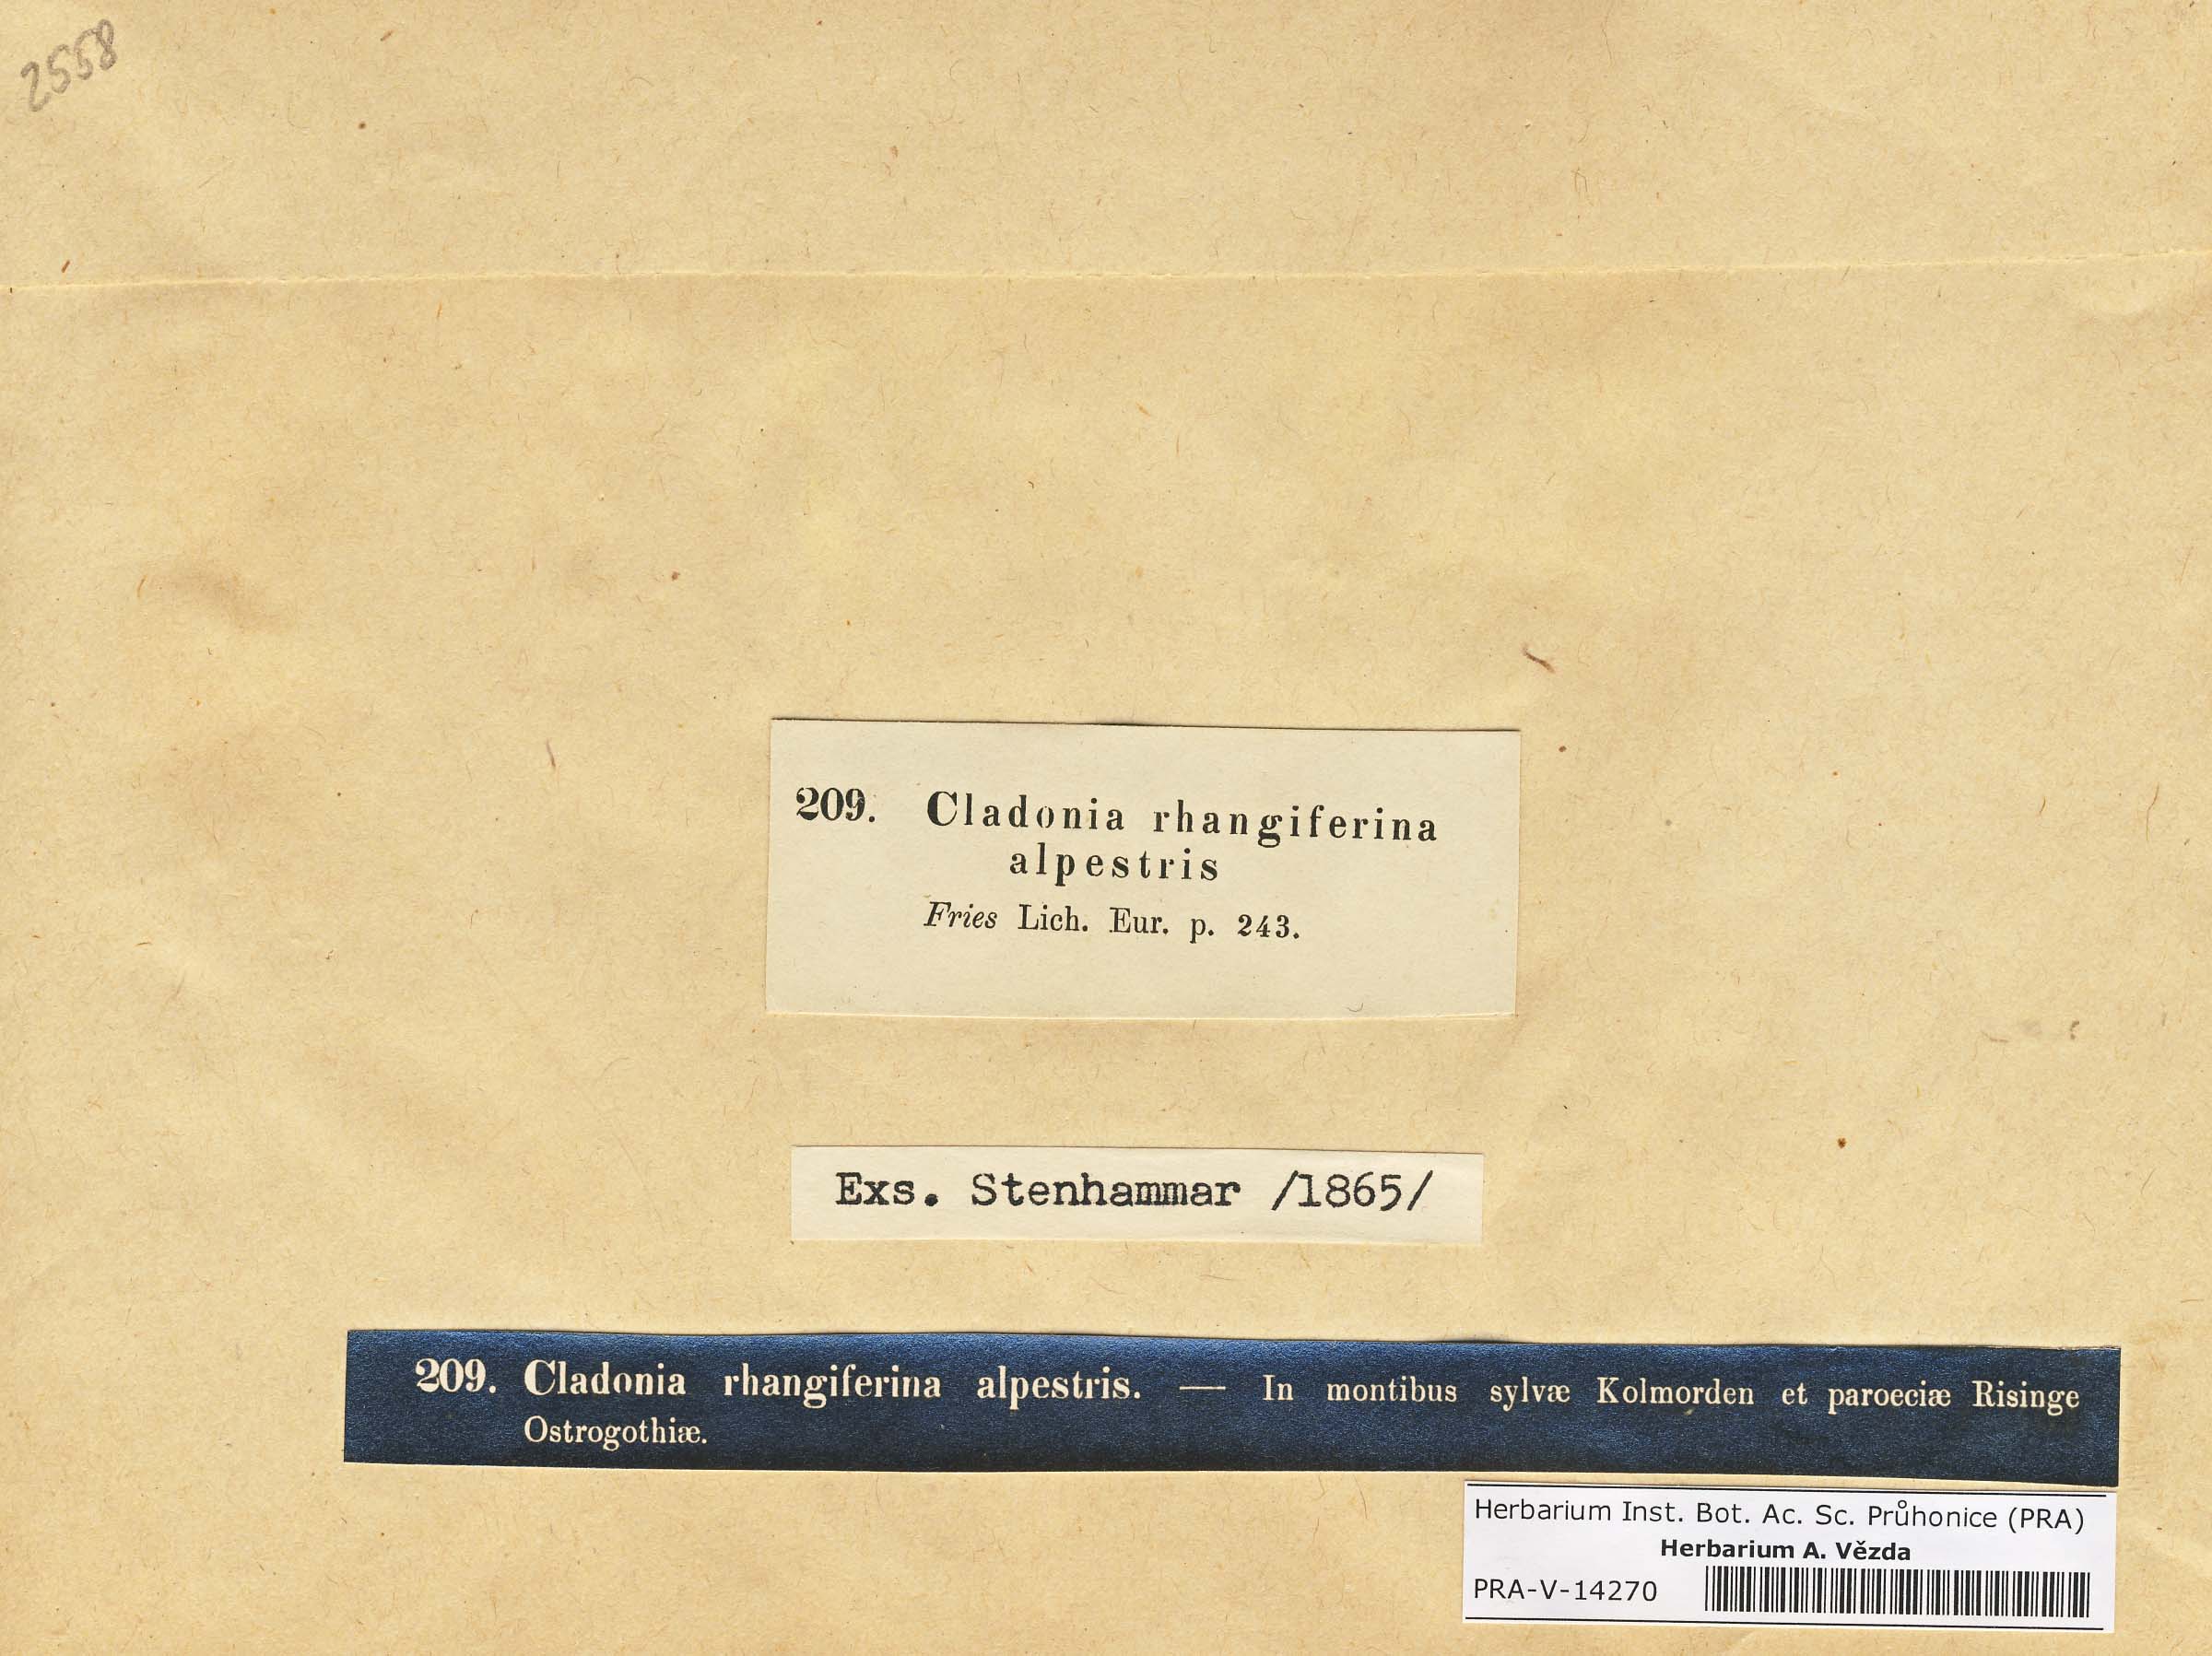 2558
209. Cladonia rhangiferina
alpestris
Fries Lich. Eur. p. 243.
Exs. Stenhammar /1865/
209. Cladonia rhangiferina alpestris. — In montibus sylvæ Kolmorden et paroeciæ Risinge
Ostrogothiæ.
Herbarium Inst. Bot. Ac. Sc. Průhonice (PRA)
Herbarium A. Vězda
PRA-V-14270